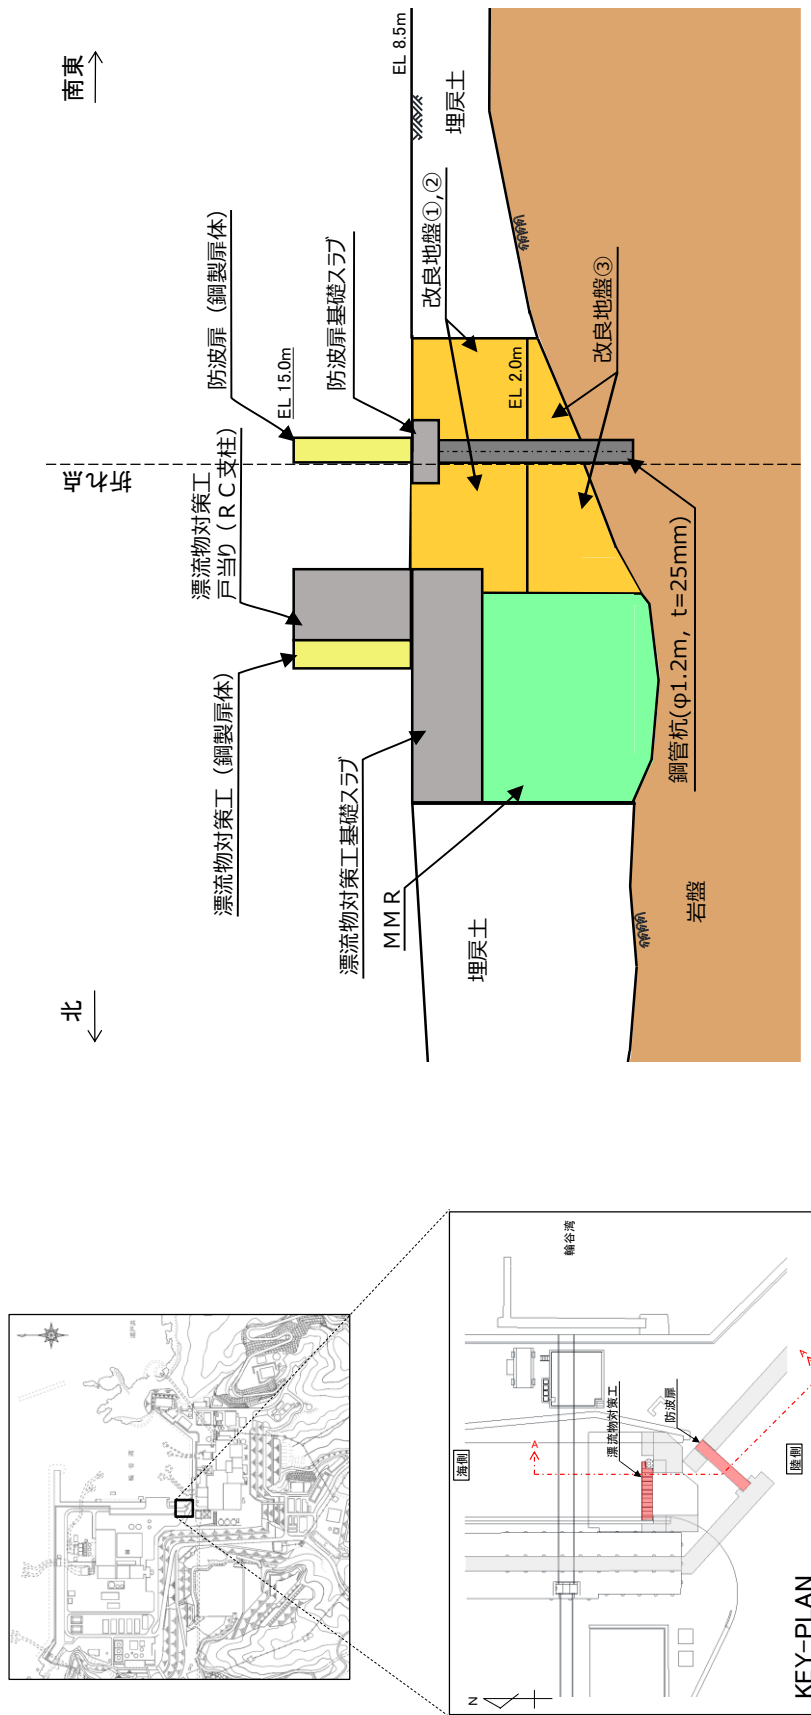 北
南東
折れ点
防波扉（鋼製扉体）
EL 15.0m
漂流物対策工
戸当り（ＲＣ支柱）
漂流物対策工（鋼製扉体）
防波扉基礎スラブ
漂流物対策工基礎スラブ
ＭＭＲ
改良地盤①,②
EL 8.5m
埋戻土
埋戻土
EL 2.0m
改良地盤③
鋼管杭(φ1.2m, t=25mm)
岩盤
輪谷湾
輪谷湾
海側
A
漂流物対策工
防波扉
A
陸側
N
KEY-PLAN